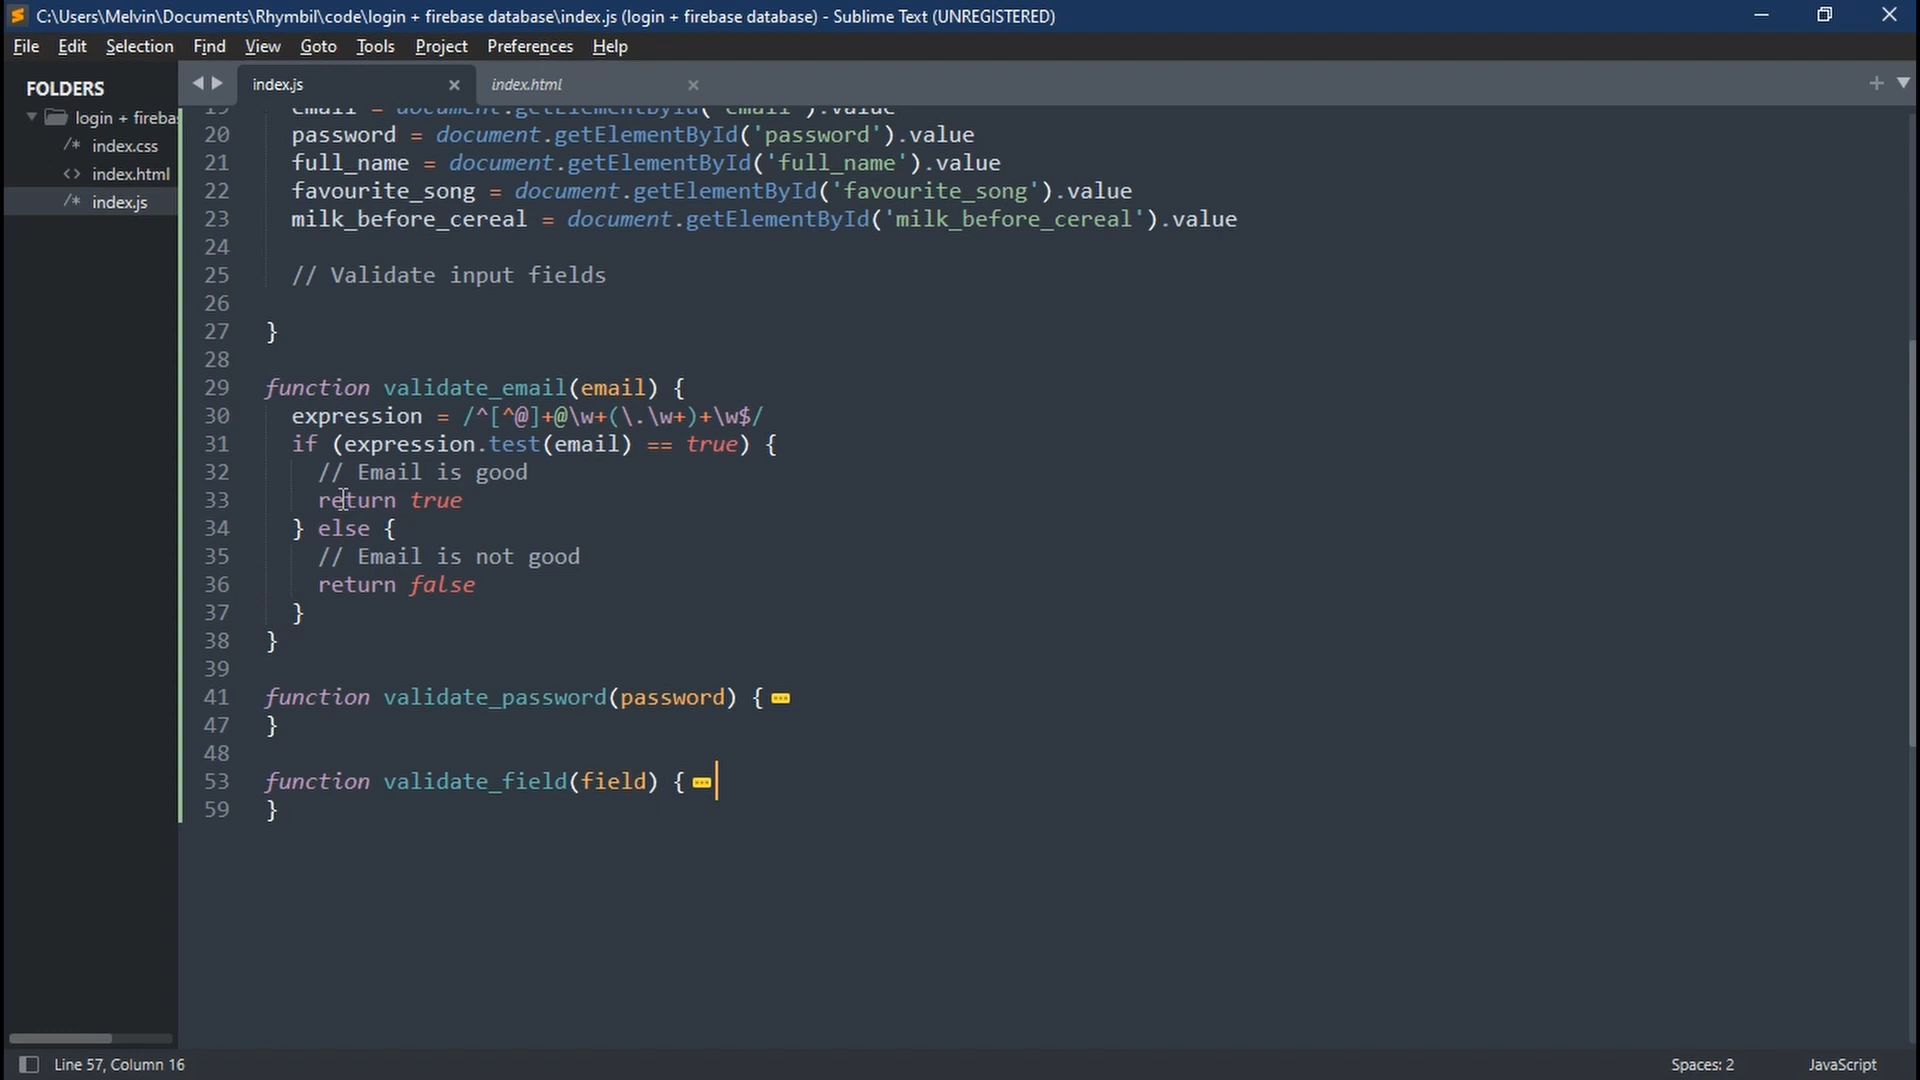 C:\Users\Melvin\Documents\Rhymbil\code\login + firebase database\index.js (login + firebase database) - Sublime Text (UNREGISTERED)
File Edit Selection Find View Goto Tools Project Preferences Help
FOLDERS
login + fireba
index.css
index.html
index.js
index.js
index.html
19 email = document.getElementById('email').value
20 password = document.getElementById('password').value
21 full_name = document.getElementById('full_name').value
22 favourite_song = document.getElementById('favourite_song').value
23 milk_before_cereal = document.getElementById('milk_before_cereal').value
24
25 // Validate input fields
26
27 }
28
29 function validate_email(email) {
30 expression = /^[^@]+@\w+(\.\w+)+\w$/
31 if (expression.test(email) == true) {
32 // Email is good
33 return true
34 } else {
35 // Email is not good
36 return false
37 }
38 }
39
41 function validate_password(password) {
47 }
48
53 function validate_field(field) {
59 }
Line 57, Column 16
Spaces: 2
JavaScript